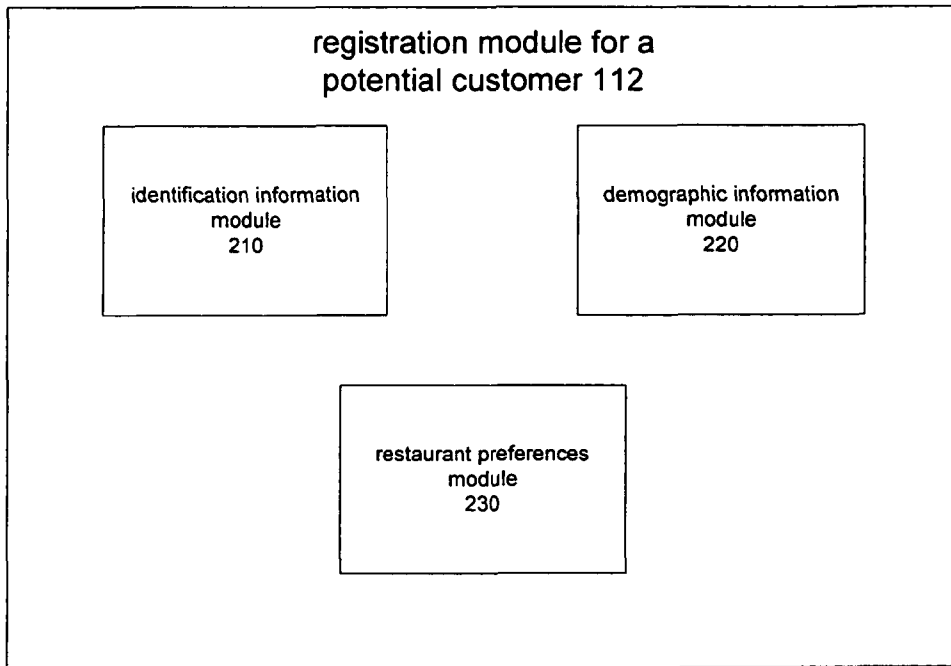 registration module for a
potential customer 112
identification information
module
210
demographic information
module
220
restaurant preferences
module
230